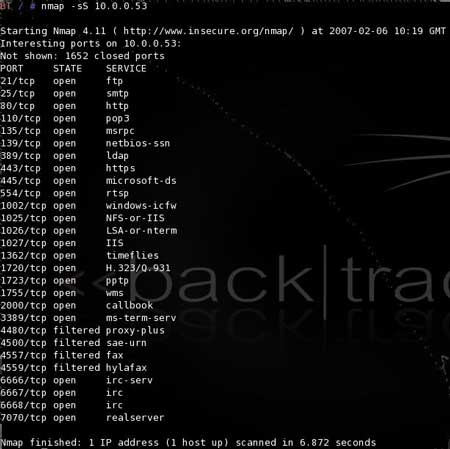 BT / # nmap -sS 10.0.0.53
Starting Nmap 4.11 ( http://www.insecure.org/nmap/ ) at 2007-02-06 10:19 GMT
Interesting ports on 10.0.0.53:
Not shown: 1652 closed ports
PORT STATE SERVICE
21/tcp open ftp
25/tcp open smtp
80/tcp open http
110/tcp open pop3
135/tcp open msrpc
139/tcp open netbios-ssn
389/tcp open ldap
443/tcp open https
445/tcp open microsoft-ds
554/tcp open rtsp
1002/tcp open windows-icfw
1025/tcp open NFS-or-IIS
1026/tcp open LSA-or-nterm
1027/tcp open IIS
1362/tcp open timeflies
1720/tcp open H.323/Q.931
1723/tcp open pptp
1755/tcp open wms
2000/tcp open callbook
3389/tcp open ms-term-serv
4480/tcp filtered proxy-plus
4500/tcp filtered sae-urn
4557/tcp filtered fax
4559/tcp filtered hylafax
6666/tcp open irc-serv
6667/tcp open irc
6668/tcp open irc
7070/tcp open realserver
Nmap finished: 1 IP address (1 host up) scanned in 6.872 seconds
<< back | trac